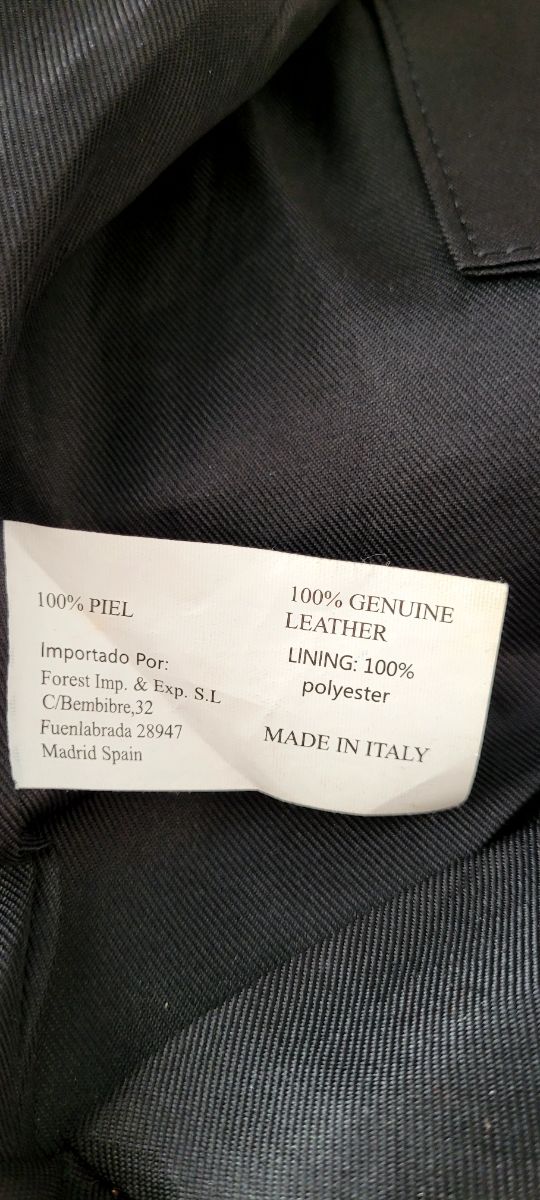 100% PIEL
Importado Por:
Forest Imp. & Exp. S.L
C/Bembibre,32
Fuenlabrada 28947
Madrid Spain
100% GENUINE
LEATHER
LINING: 100%
polyester
MADE IN ITALY